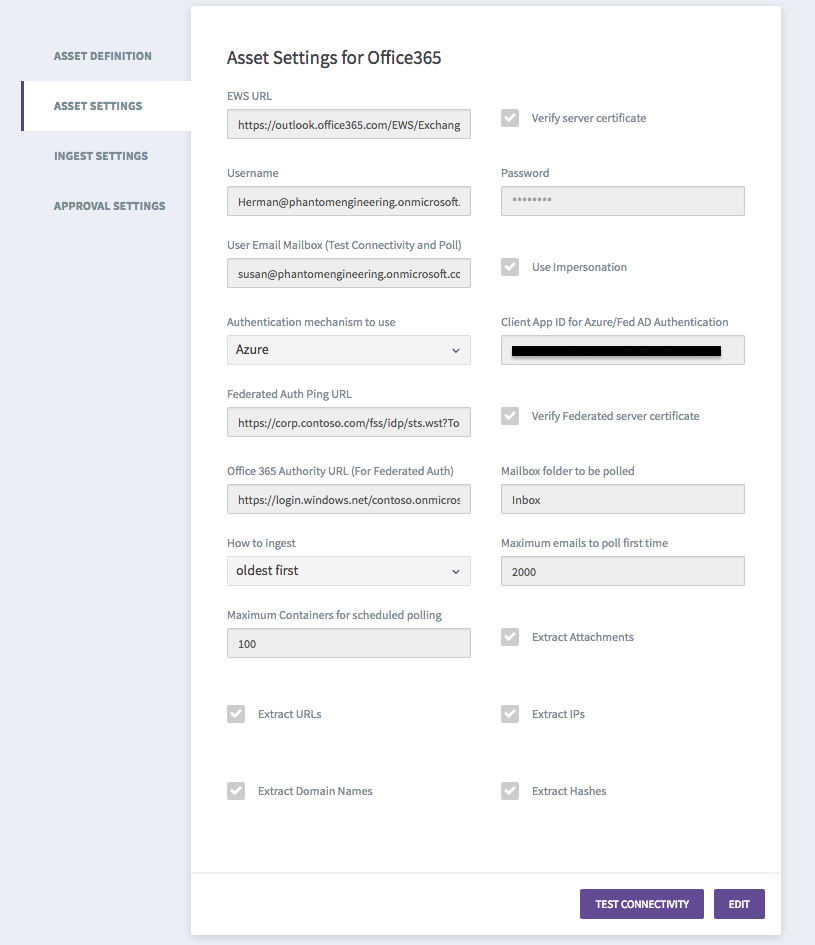 ASSET DEFINITION
ASSET SETTINGS
INGEST SETTINGS
APPROVAL SETTINGS
Asset Settings for Office365
EWS URL
https://outlook.office365.com/EWS/Exchang
Verify server certificate
Username
Password
Herman@phantomengineering.onmicrosoft.
********
User Email Mailbox (Test Connectivity and Poll)
susan@phantomengineering.onmicrosoft.co
Use Impersonation
Authentication mechanism to use
Client App ID for Azure/Fed AD Authentication
Azure
Federated Auth Ping URL
https://corp.contoso.com/fss/idp/sts.wst?To
Verify Federated server certificate
Office 365 Authority URL (For Federated Auth)
Mailbox folder to be polled
https://login.windows.net/contoso.onmicros
Inbox
How to ingest
Maximum emails to poll first time
oldest first
2000
Maximum Containers for scheduled polling
100
Extract Attachments
Extract URLs
Extract IPs
Extract Domain Names
Extract Hashes
TEST CONNECTIVITY
EDIT